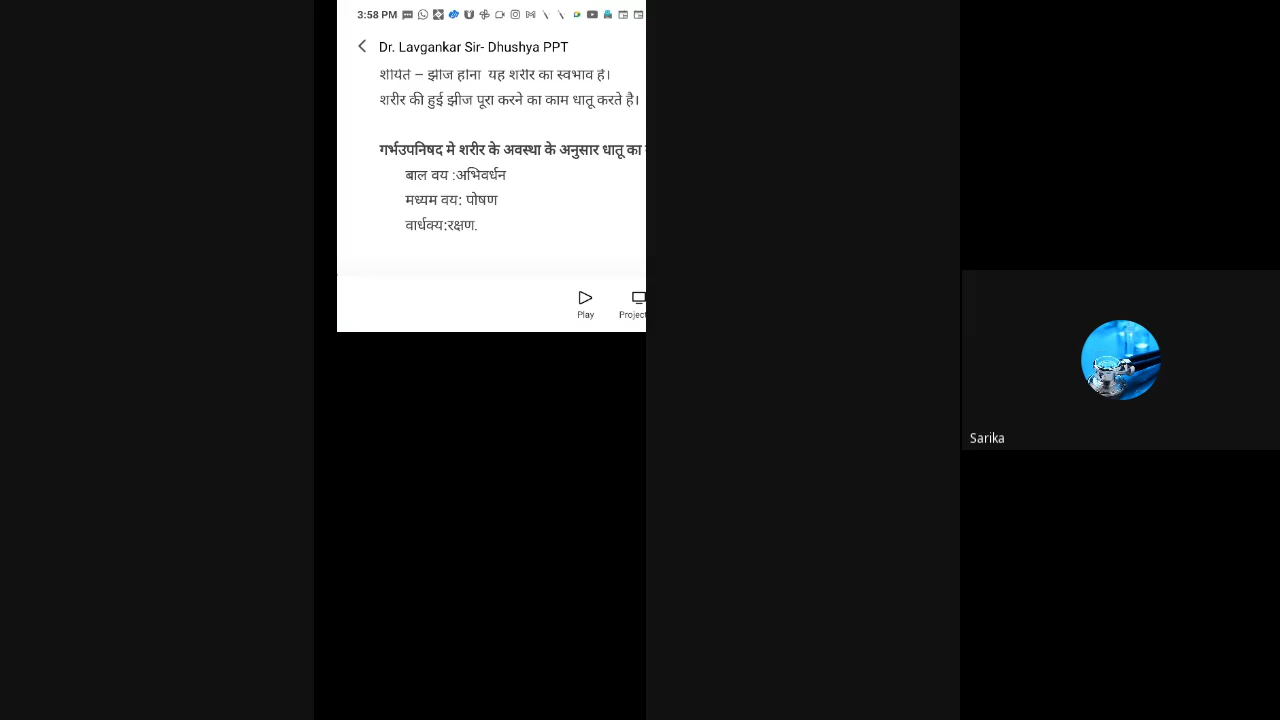 3:58 PM
Dr. Lavgankar Sir- Dhushya PPT
शीर्यते – झीज होना यह शरीर का स्वभाव है।
शरीर की हुई झीज पूरा करने का काम धातू करते है।
गर्भउपनिषद मे शरीर के अवस्था के अनुसार धातू का
बाल वय :अभिवर्धन
मध्यम वय: पोषण
वार्धक्य:रक्षण.
Play
Project
Sarika